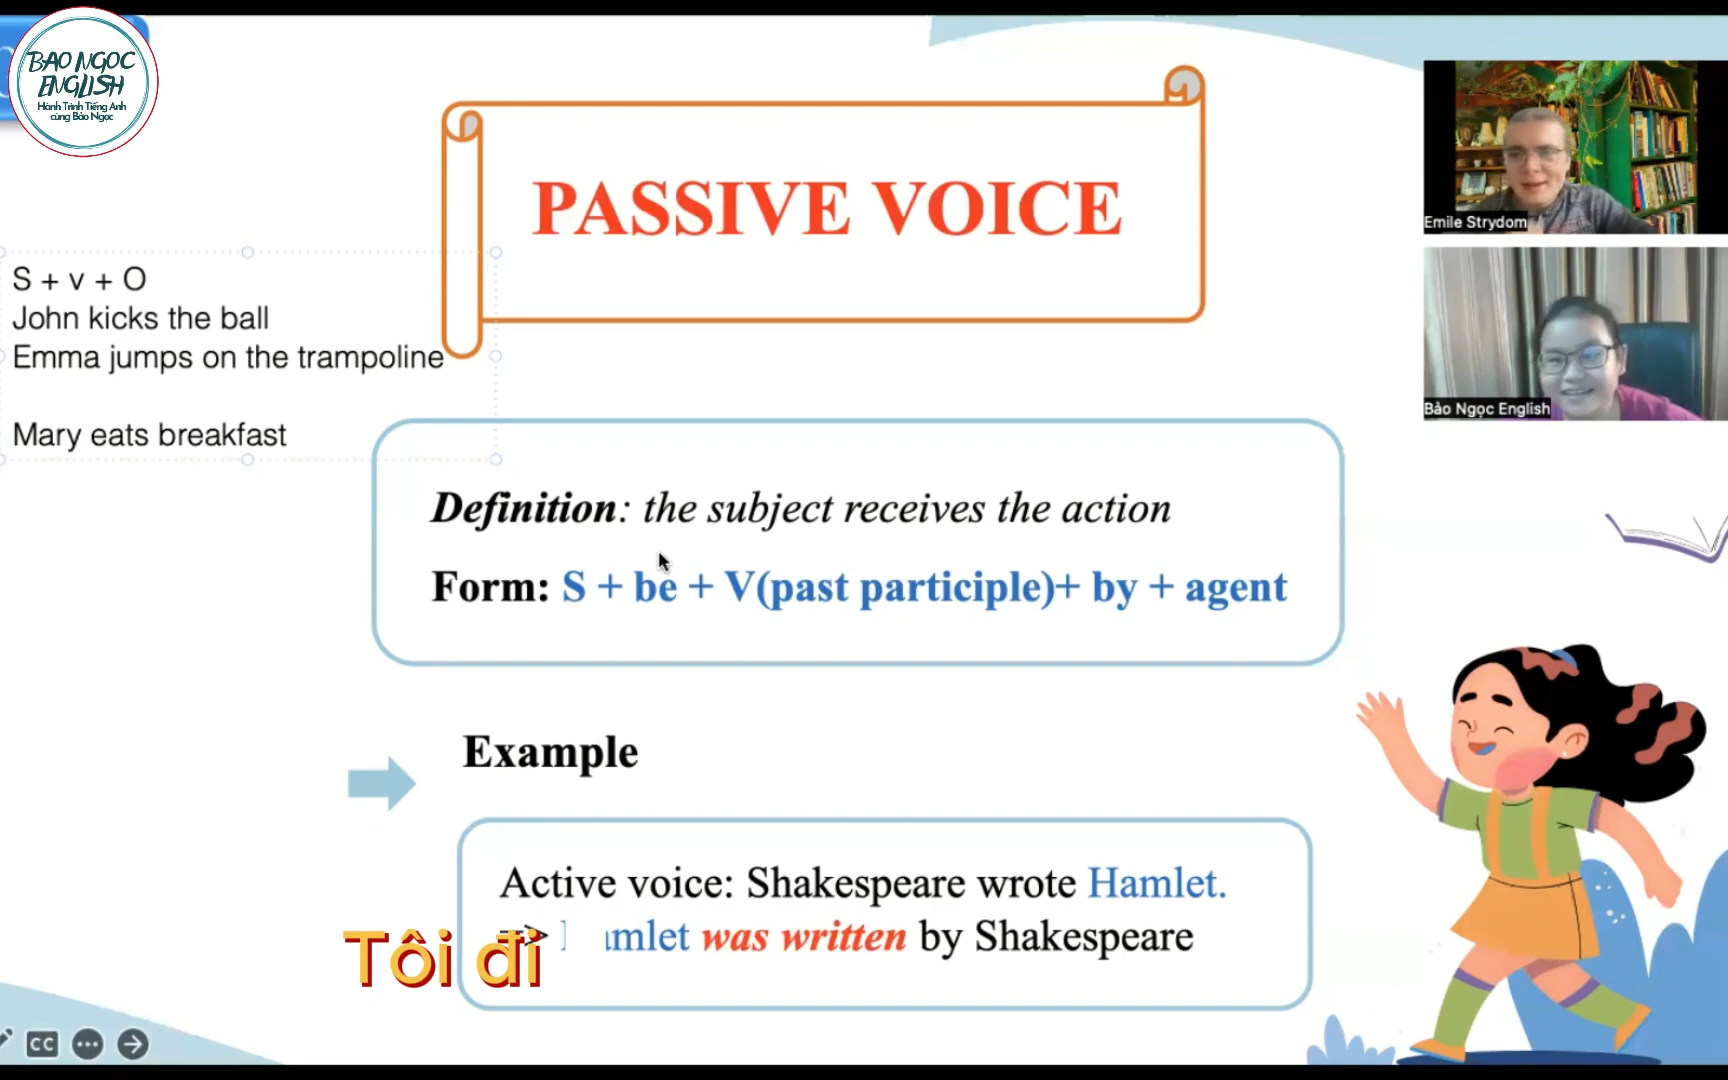 BAO NGOC
ENGLISH
Hành Trình Tiếng Anh
cùng Bảo Ngọc
PASSIVE VOICE
S + v + O
John kicks the ball
Emma jumps on the trampoline
Mary eats breakfast
Emile Strydom
Bảo Ngọc English
Definition: the subject receives the action
Form: S + be + V(past participle)+ by + agent
Example
Active voice: Shakespeare wrote Hamlet.
amlet was written by Shakespeare
Tôi đi
CC